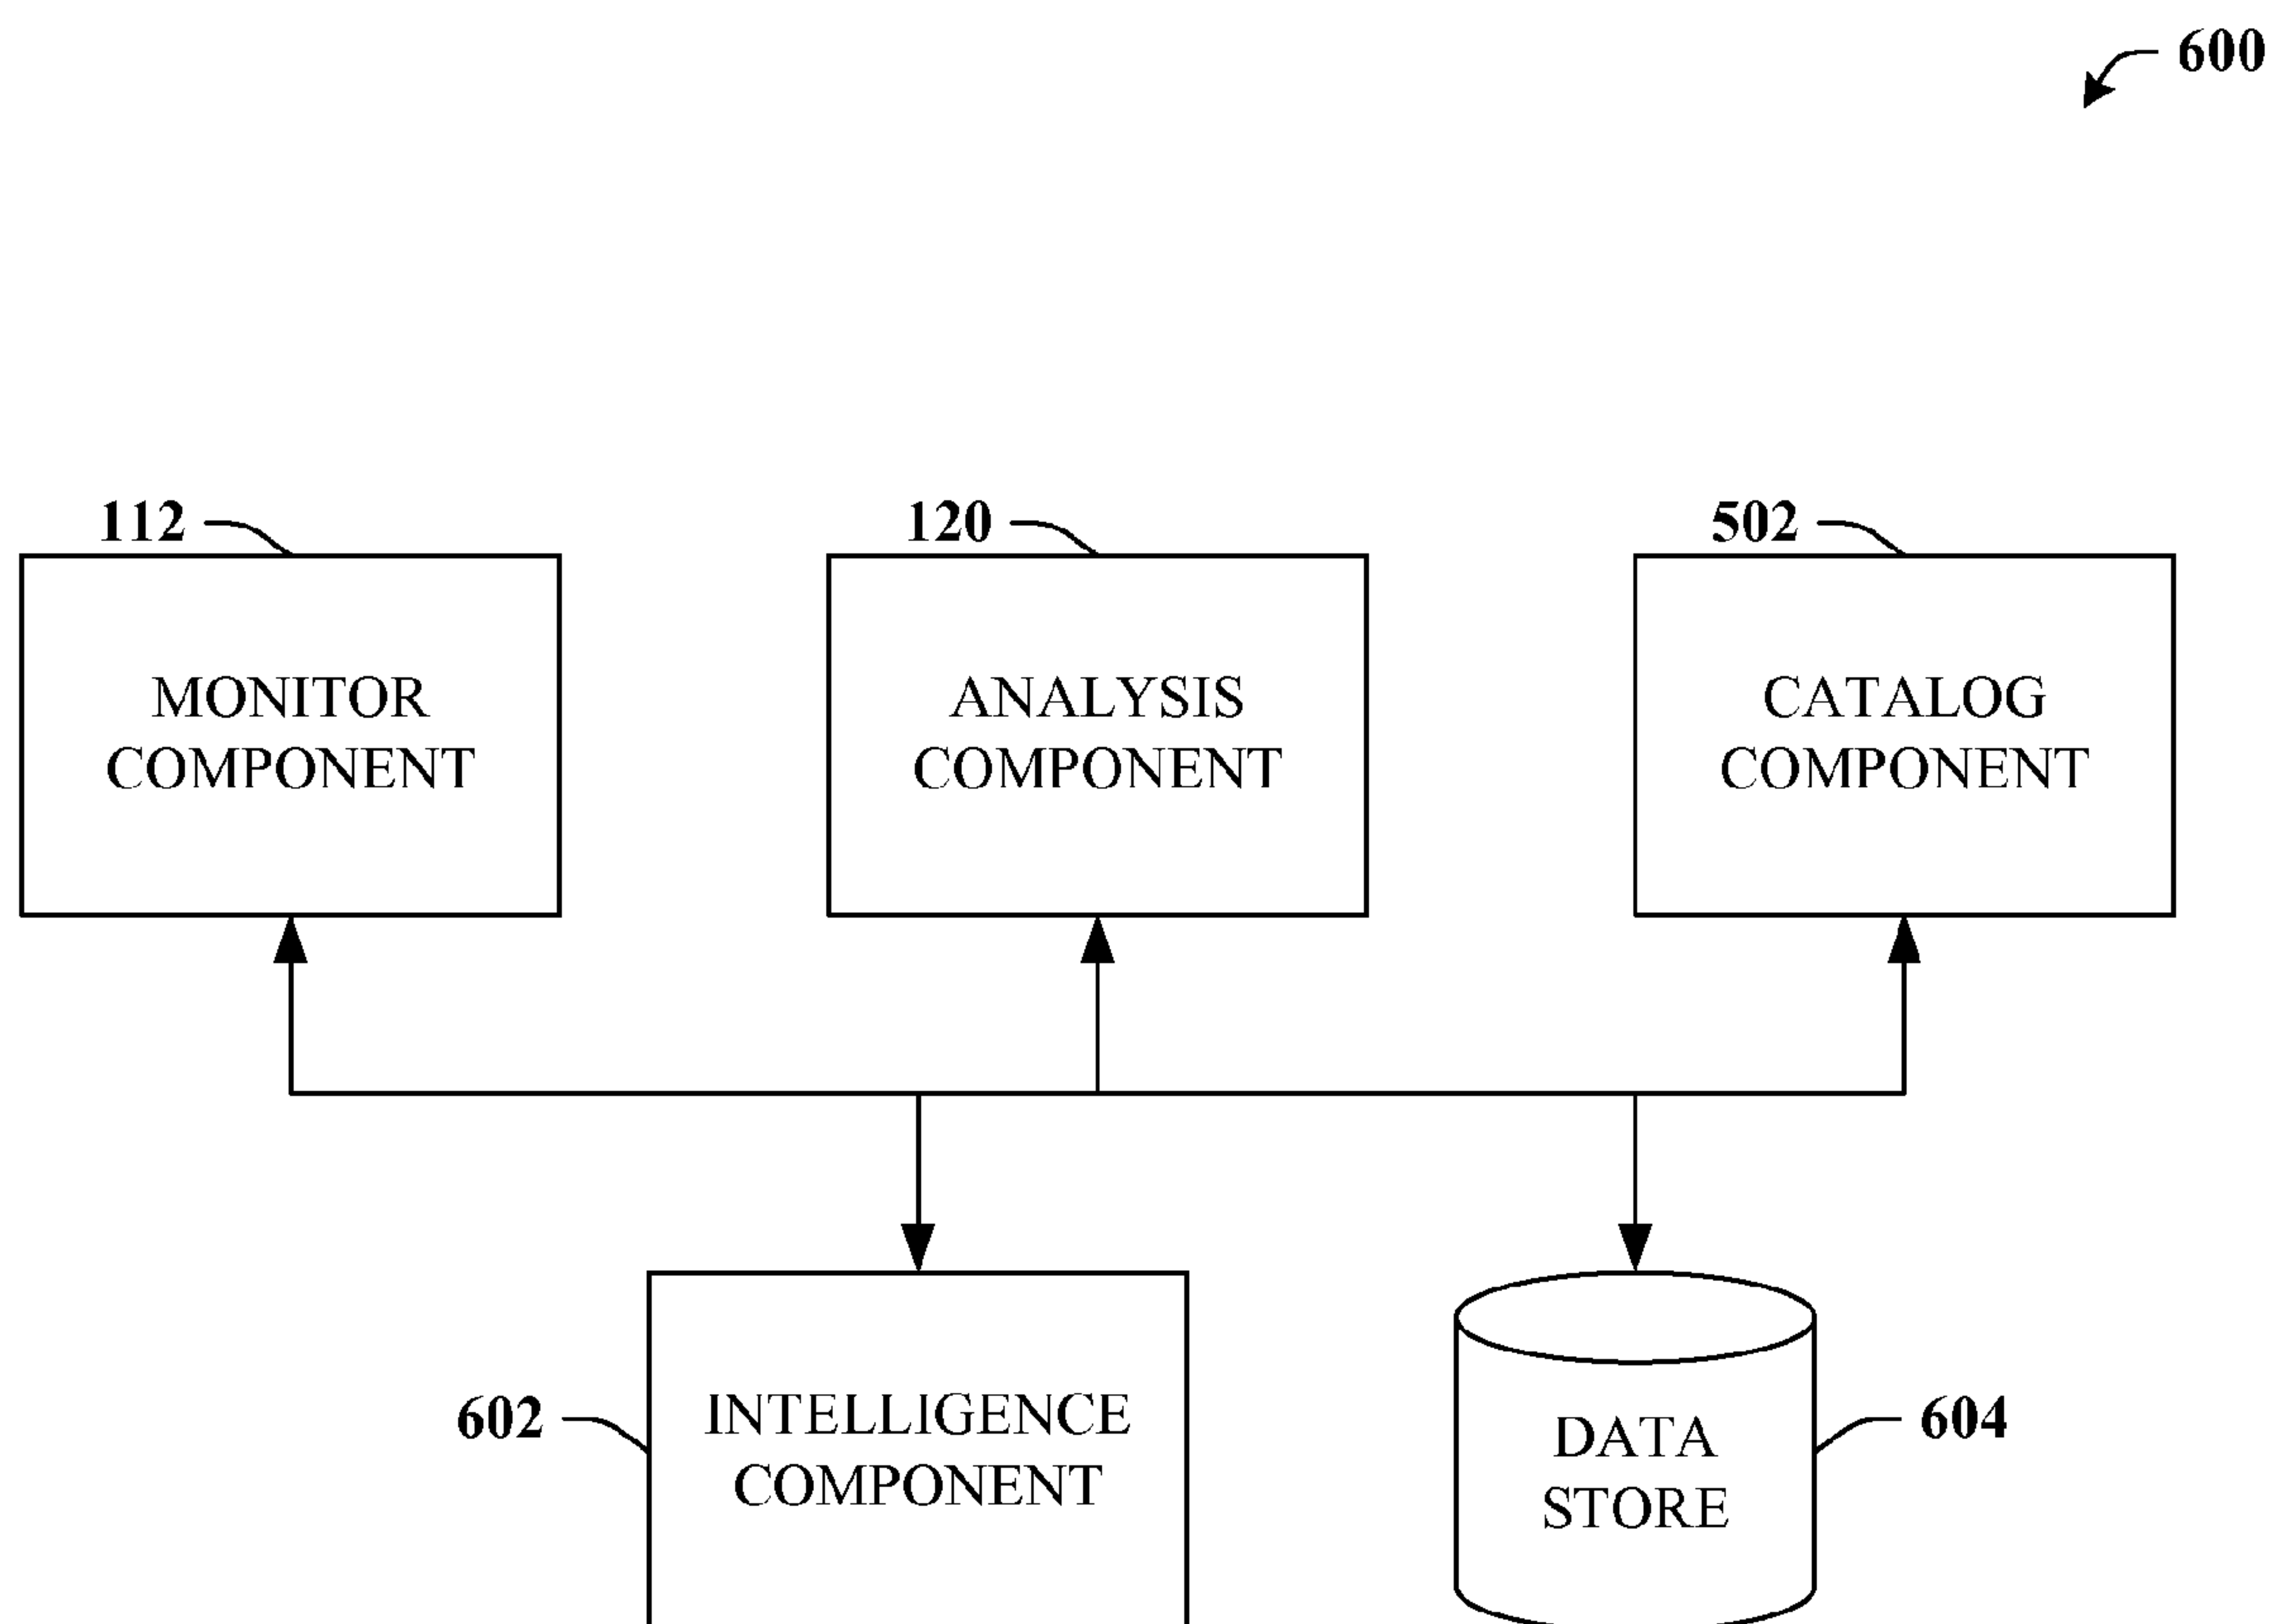 600
112
120
502
MONITOR
COMPONENT
ANALYSIS
COMPONENT
CATALOG
COMPONENT
602
INTELLIGENCE
COMPONENT
DATA
STORE
604